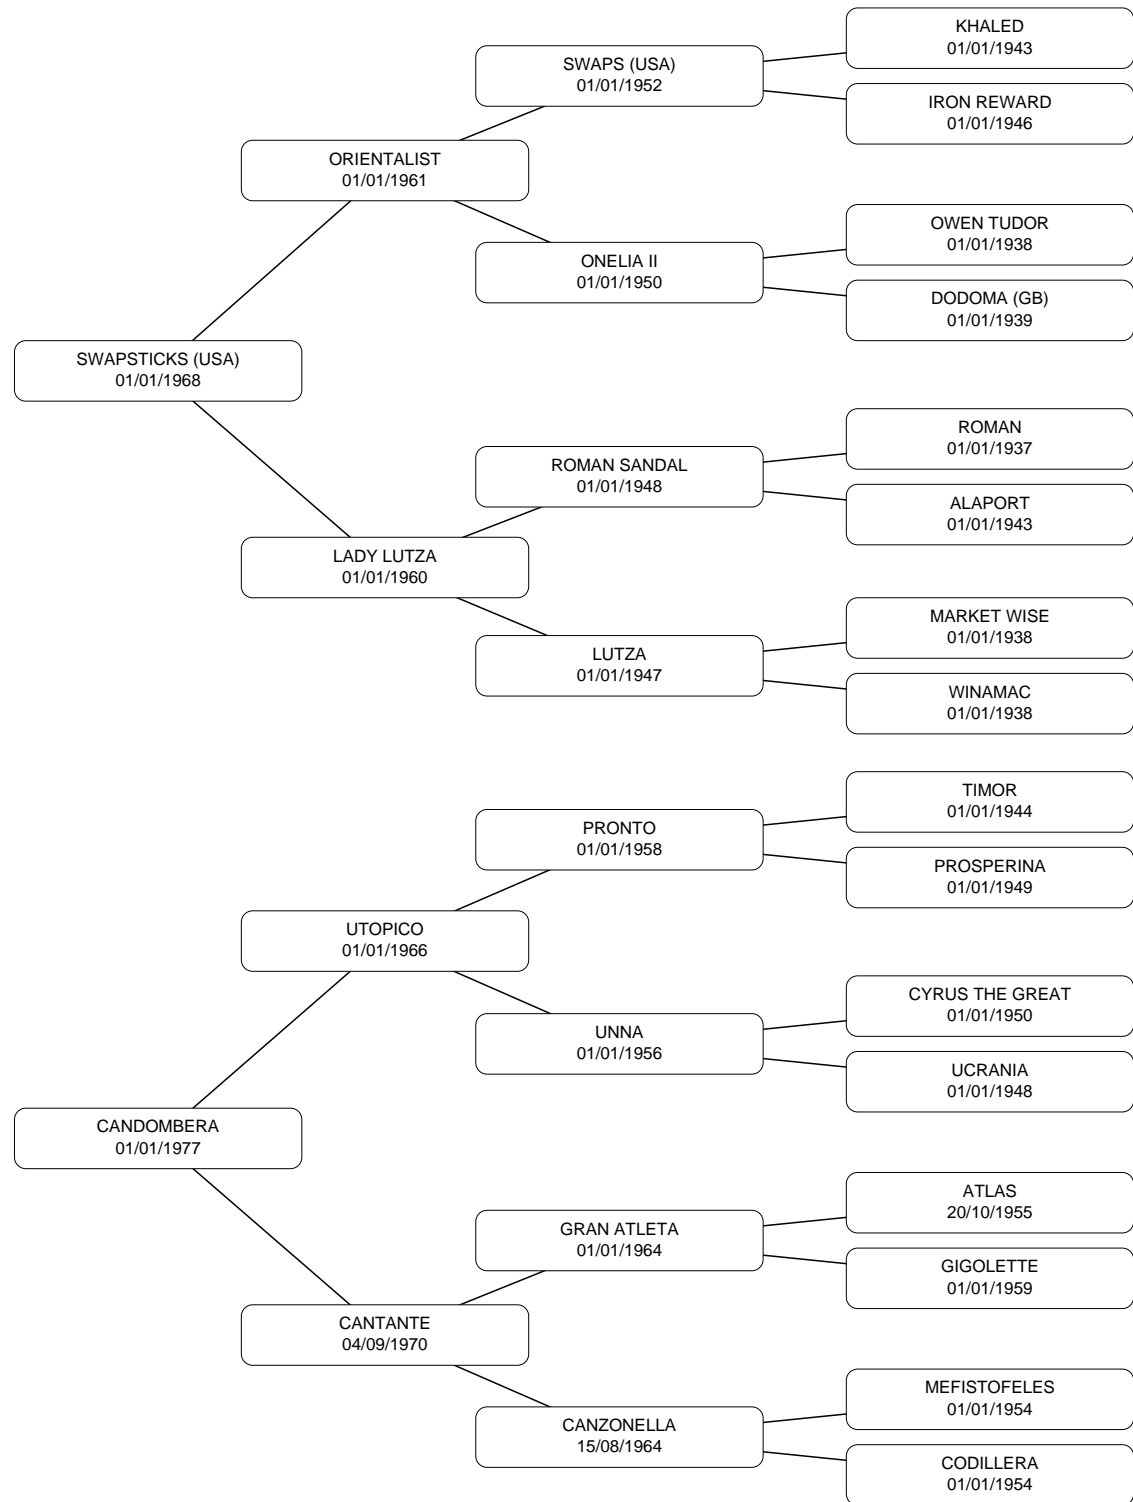 KHALED
01/01/1943
SWAPS (USA)
01/01/1952
IRON REWARD
01/01/1946
ORIENTALIST
01/01/1961
OWEN TUDOR
01/01/1938
ONELIA II
01/01/1950
DODOMA (GB)
01/01/1939
SWAPSTICKS (USA)
01/01/1968
ROMAN
01/01/1937
ROMAN SANDAL
01/01/1948
ALAPORT
01/01/1943
LADY LUTZA
01/01/1960
MARKET WISE
01/01/1938
LUTZA
01/01/1947
WINAMAC
01/01/1938
TIMOR
01/01/1944
PRONTO
01/01/1958
PROSPERINA
01/01/1949
UTOPICO
01/01/1966
CYRUS THE GREAT
01/01/1950
UNNA
01/01/1956
UCRANIA
01/01/1948
CANDOMBERA
01/01/1977
ATLAS
20/10/1955
GRAN ATLETA
01/01/1964
GIGOLETTE
01/01/1959
CANTANTE
04/09/1970
MEFISTOFELES
01/01/1954
CANZONELLA
15/08/1964
CODILLERA
01/01/1954